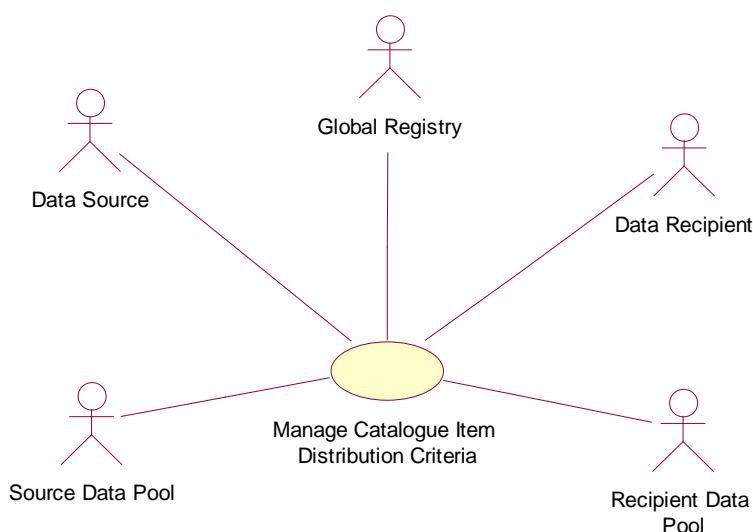 Global Registry
Data Source
Data Recipient
Manage Catalogue Item
Distribution Criteria
Source Data Pool
Recipient Data
Pool